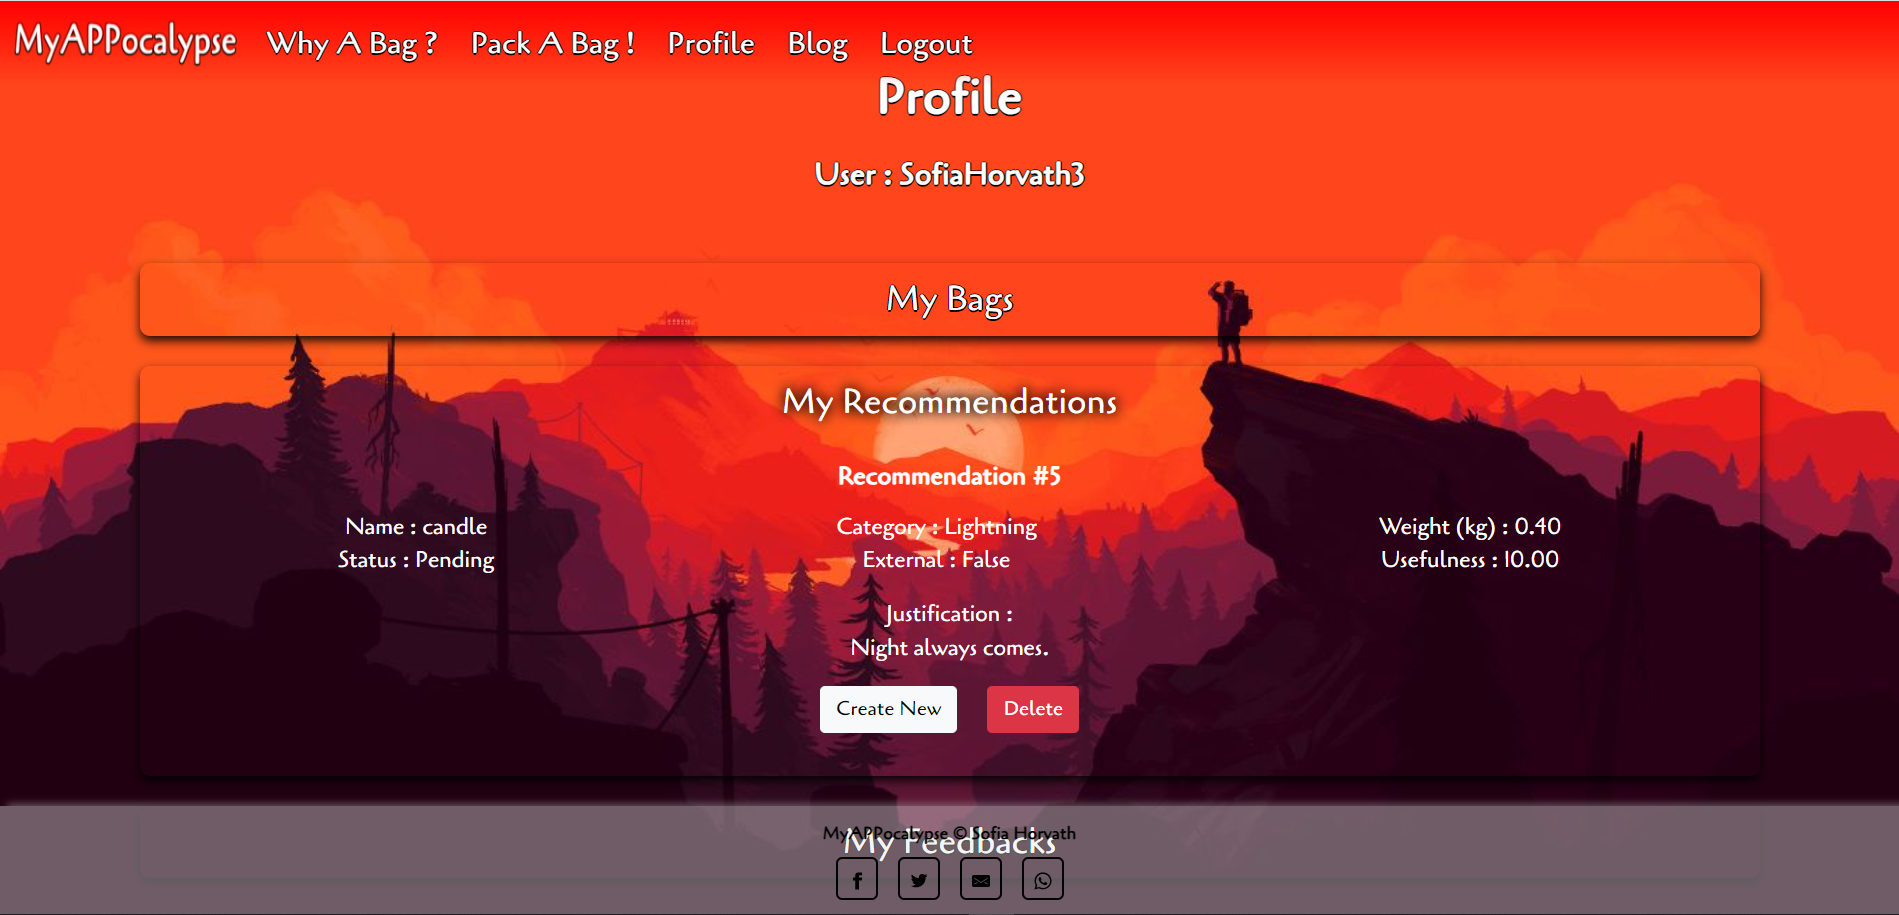 MyAPPocalypse Why A Bag ? Pack A Bag ! Profile Blog Logout
Profile
User : SofiaHorvath3
My Bags
My Recommendations
Recommendation #5
Name : candle Category : Lightning Weight (kg) : 0.40
Status : Pending External : False Usefulness : 10.00
Justification :
Night always comes.
Create New Delete
MyAPPocalypse © Sofia Horvath
My Feedbacks